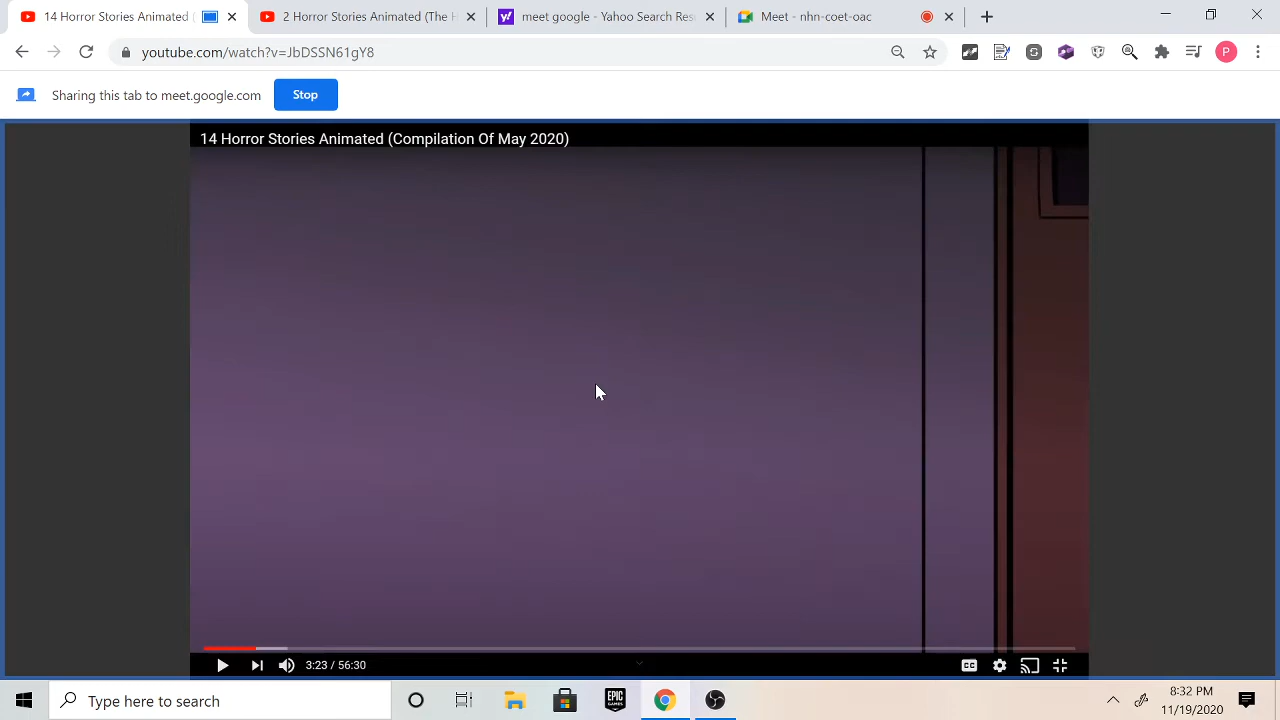 14 Horror Stories Animated (
2 Horror Stories Animated (The H
meet google - Yahoo Search Res
Meet - nhn-coet-oac
youtube.com/watch?v=JbDSSN61gY8
P
Sharing this tab to meet.google.com
Stop
14 Horror Stories Animated (Compilation Of May 2020)
3:23 / 56:30
CC
Type here to search
EPIC GAMES
8:32 PM
11/19/2020